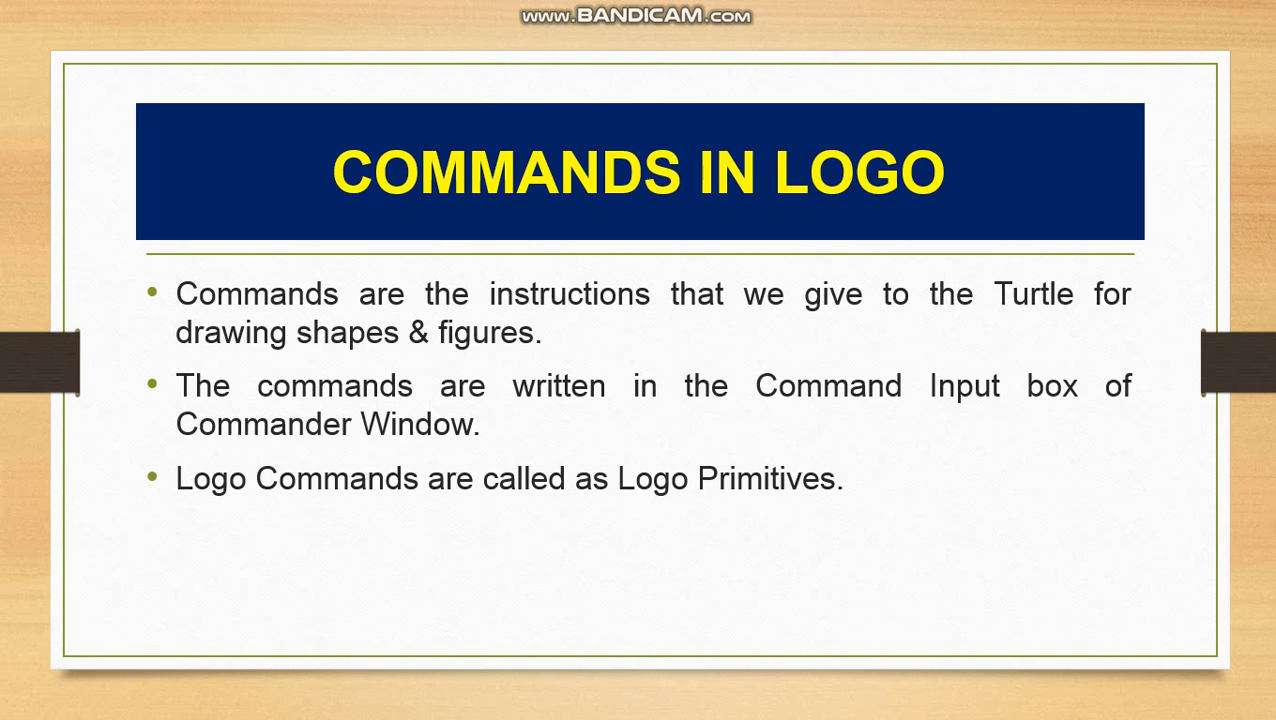 www.BANDICAM.com
COMMANDS IN LOGO
• Commands are the instructions that we give to the Turtle for
drawing shapes & figures.
• The commands are written in the Command Input box of
Commander Window.
• Logo Commands are called as Logo Primitives.